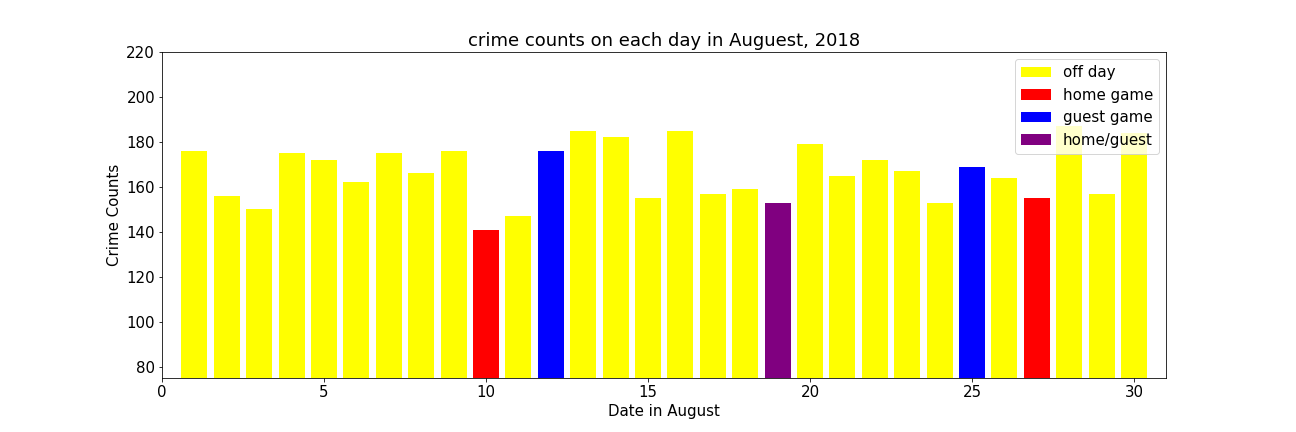 crime counts on each day in Auguest, 2018
220
200
180
160
140
120
100
80
Crime Counts
off day
home game
guest game
home/guest
0
5
10
15
20
25
30
Date in August